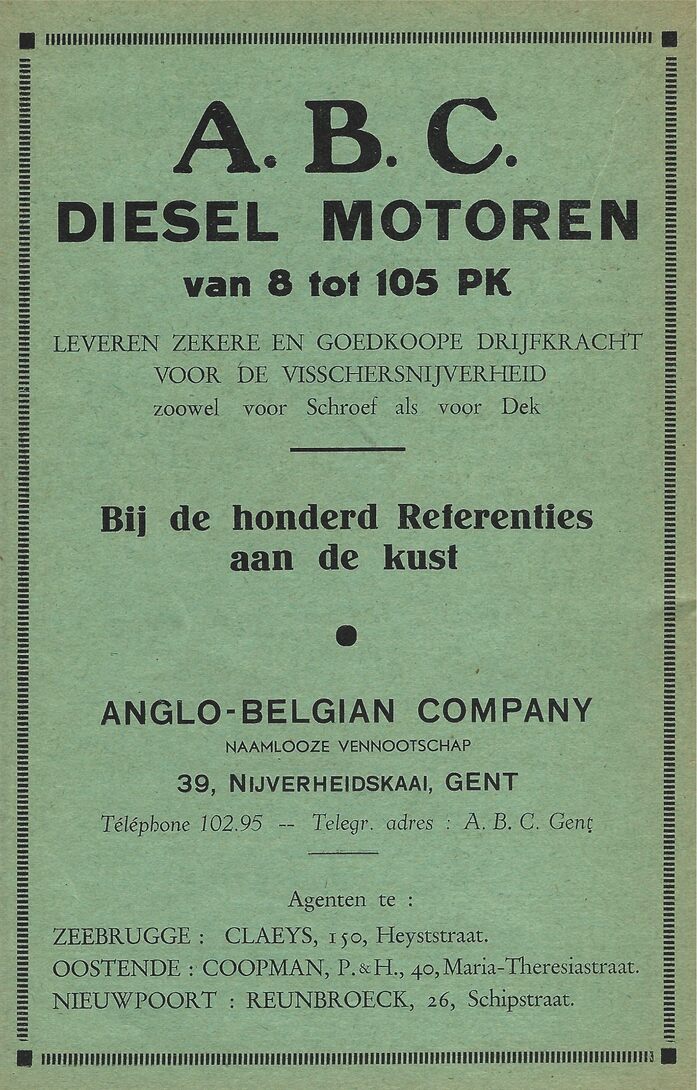 A. B. C.
DIESEL MOTOREN
van 8 tot 105 PK
LEVEREN ZEKERE EN GOEDKOOPE DRIJFKRACHT
VOOR DE VISSCHERSNIJVERHEID
zoowel voor Schroef als voor Dek
Bij de honderd Referenties
aan de kust
ANGLO-BELGIAN COMPANY
NAAMLOOZE VENNOOTSCHAP
39, NIJVERHEIDSKAAI, GENT
Téléphone 102.95 -- Telegr. adres : A. B. C. Gent
Agenten te :
ZEEBRUGGE : CLAEYS, 150, Heyststraat.
OOSTENDE : COOPMAN, P. & H., 40, Maria-Theresiastraat.
NIEUWPOORT : REUNBROECK, 26, Schipstraat.